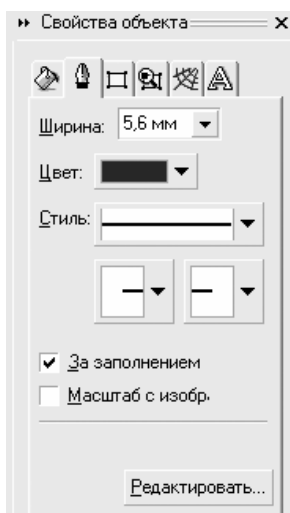 Свойства объекта
Ширина: 5,6 мм
Цвет:
Стиль:
За заполнением
Масштаб с изобр.
Редактировать...